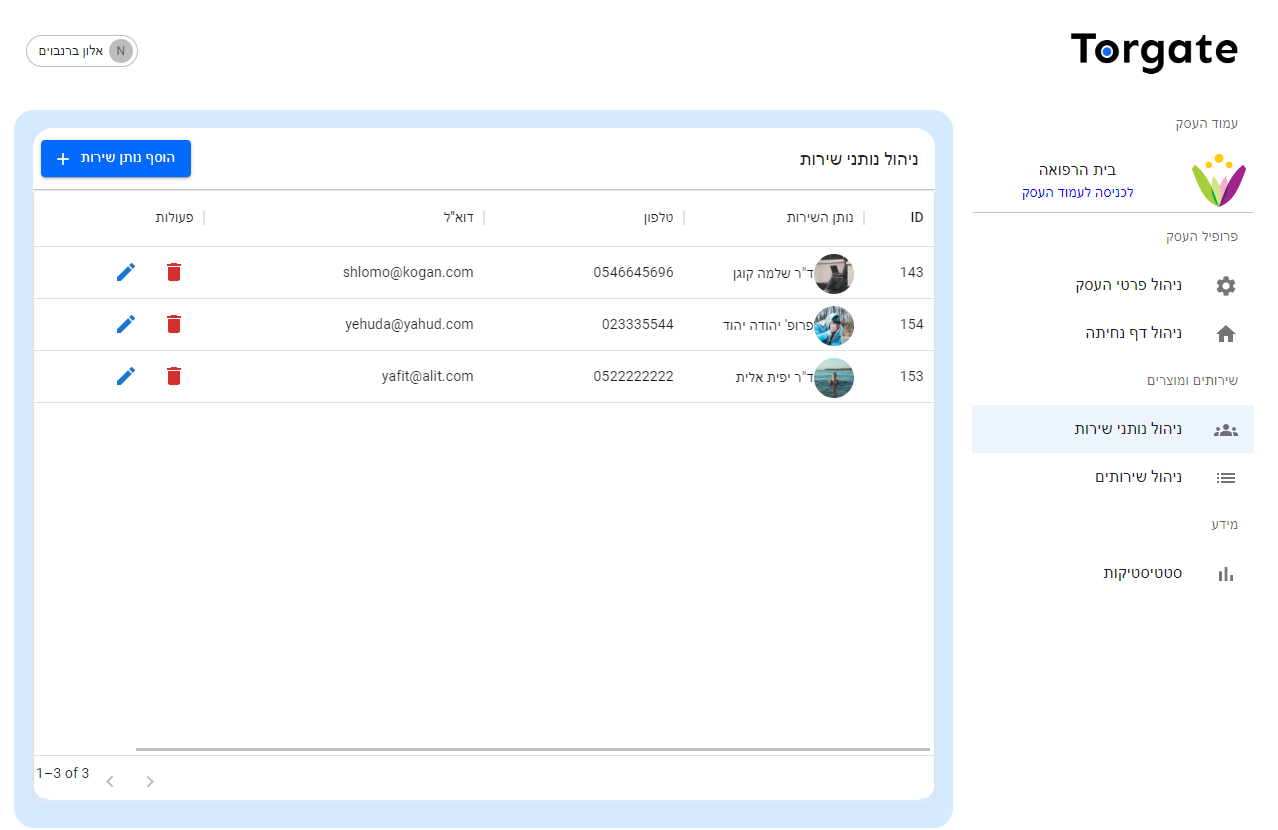 Torgate
N אלון ברנבוים
עמוד העסק
בית הרפואה
לכניסה לעמוד העסק
פרופיל העסק
ניהול פרטי העסק
ניהול דף נחיתה
שירותים ומוצרים
ניהול נותני שירות
ניהול שירותים
מידע
סטטיסטיקות
ניהול נותני שירות
הוסף נותן שירות +
ID נותן השירות טלפון דוא"ל פעולות
143 ד"ר שלמה קוגן 0546645696 shlomo@kogan.com
154 פרופ' יהודה יהוד 023335544 yehuda@yahud.com
153 ד"ר יפית אלית 0522222222 yafit@alit.com
1–3 of 3